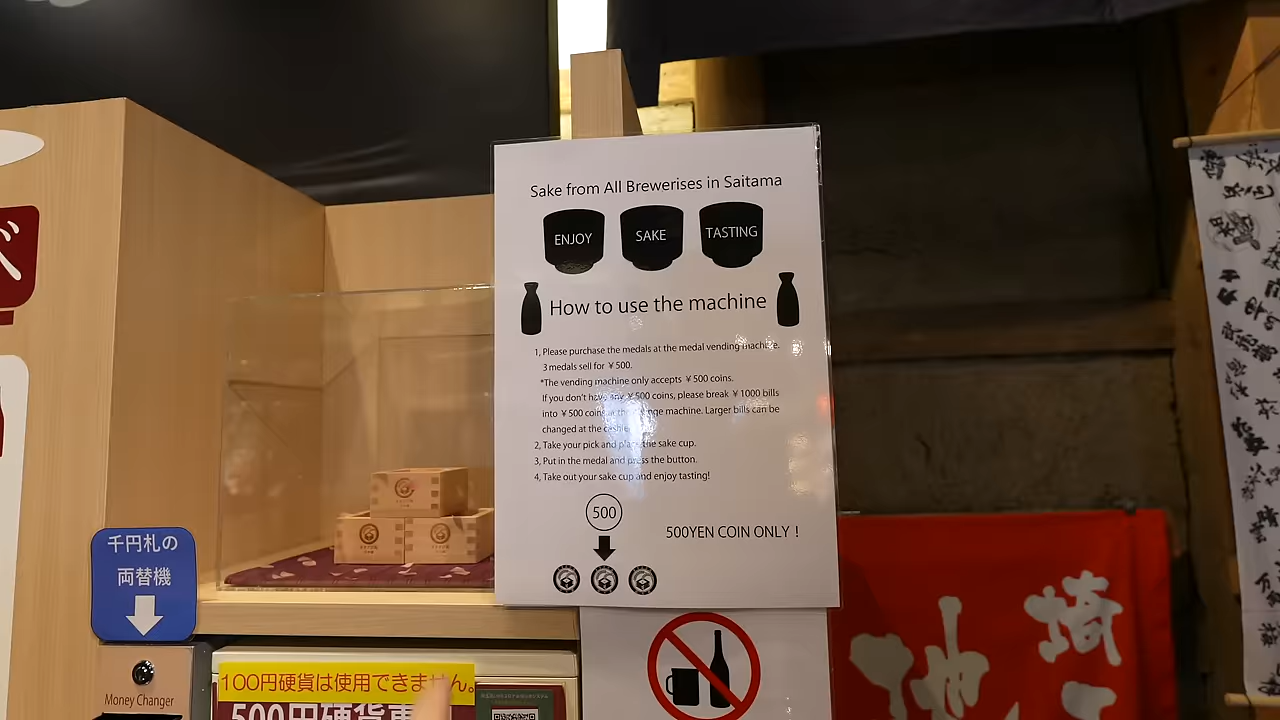 Sake from All Brewerises in Saitama
ENJOY
SAKE
TASTING
How to use the machine
1, Please purchase the medals at the medal vending machine.
3 medals sell for ¥500.
*The vending machine only accepts ¥500 coins.
If you don't have any ¥500 coins, please break ¥1000 bills
into ¥500 coins at the change machine. Larger bills can be
changed at the cashier
2, Take your pick and place the sake cup.
3, Put in the medal and press the button.
4, Take out your sake cup and enjoy tasting!
500
500YEN COIN ONLY !
千円札の
両替機
Money Changer
100円硬貨は使用できません。
500円硬貨専
埼
地